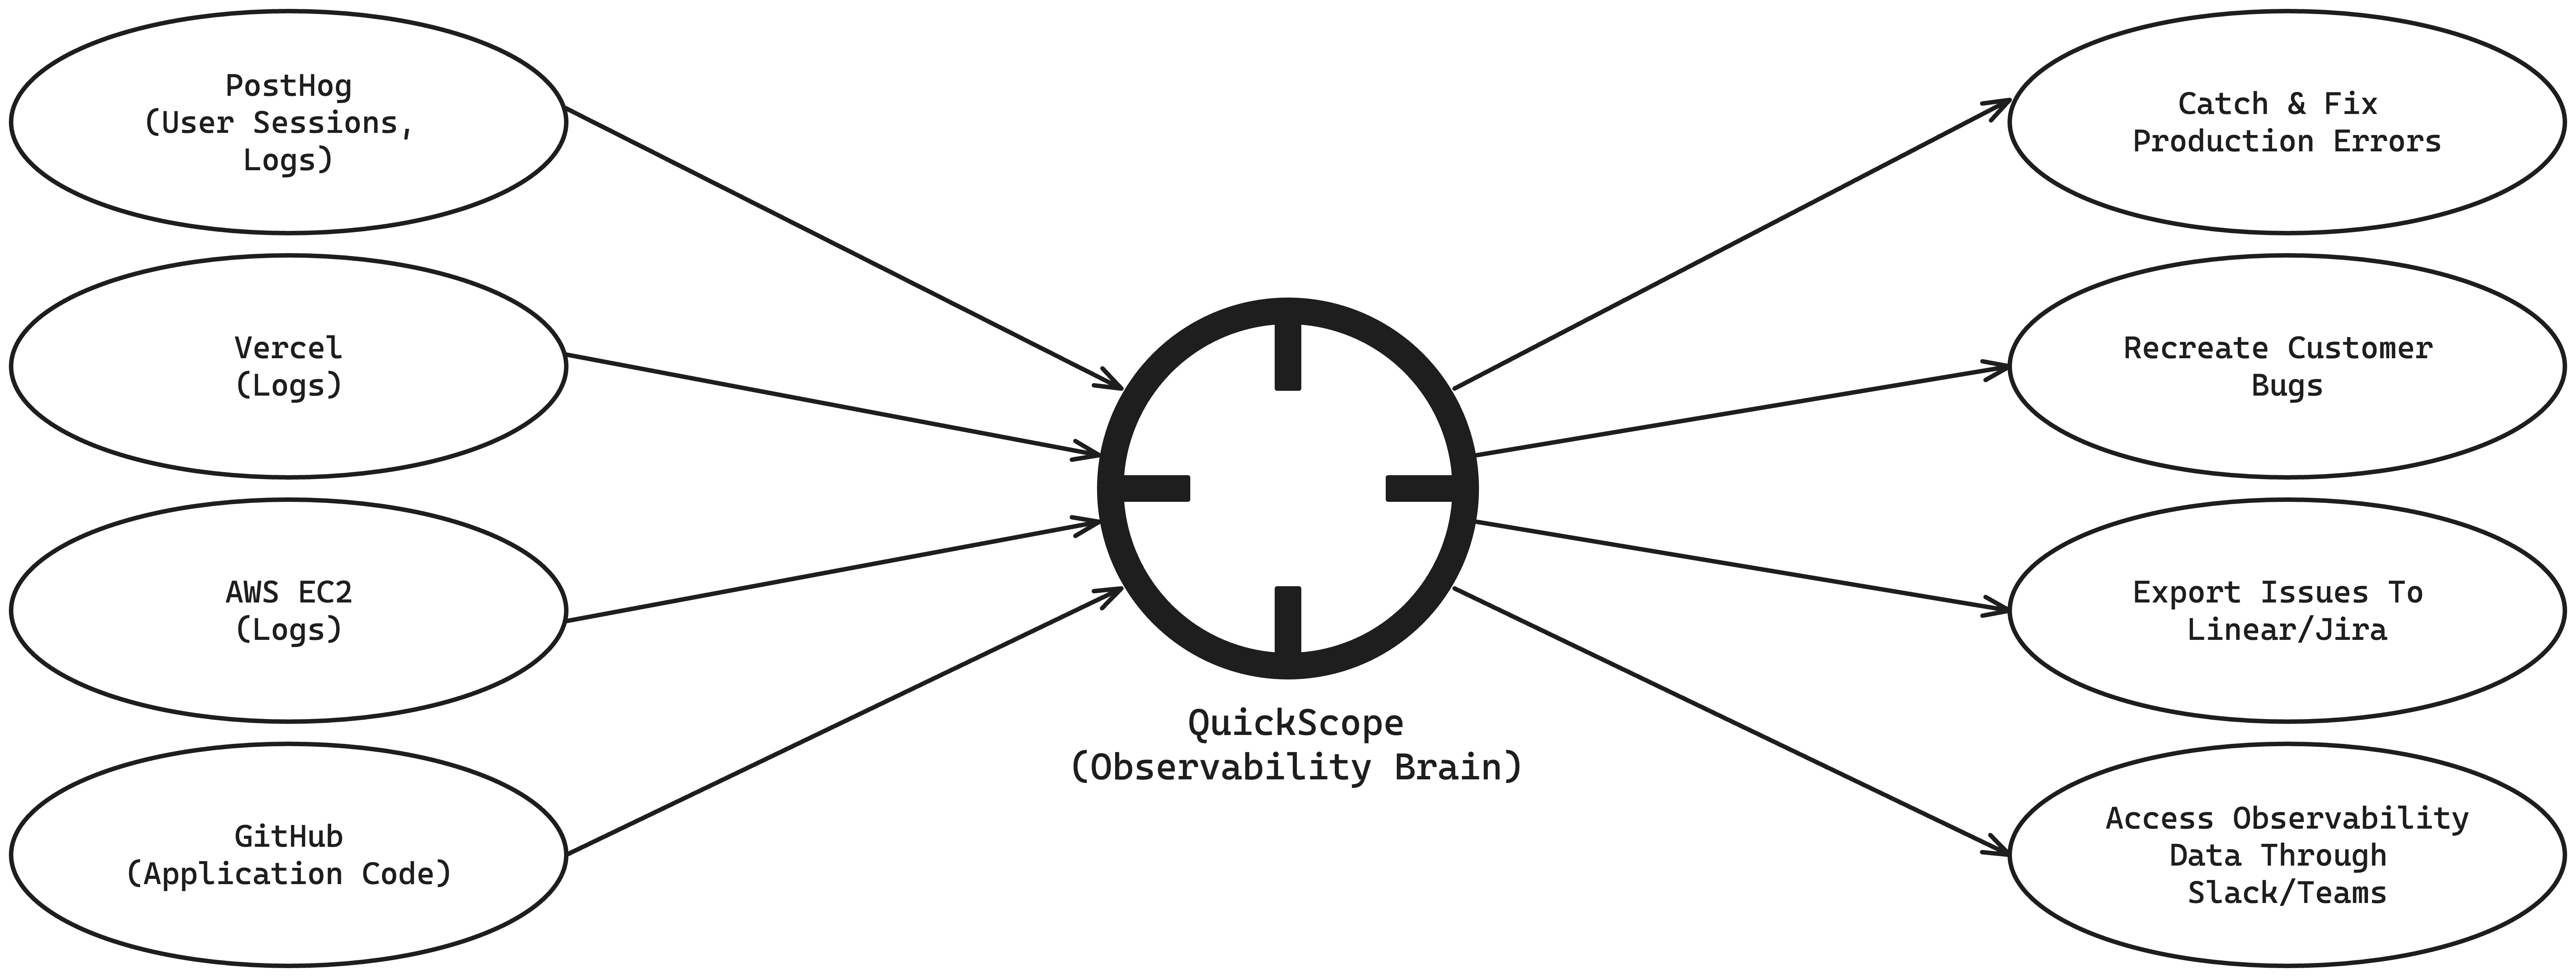 PostHog
(User Sessions,
Logs)
Vercel
(Logs)
AWS EC2
(Logs)
GitHub
(Application Code)
QuickScope
(Observability Brain)
Catch & Fix
Production Errors
Recreate Customer
Bugs
Export Issues To
Linear/Jira
Access Observability
Data Through
Slack/Teams